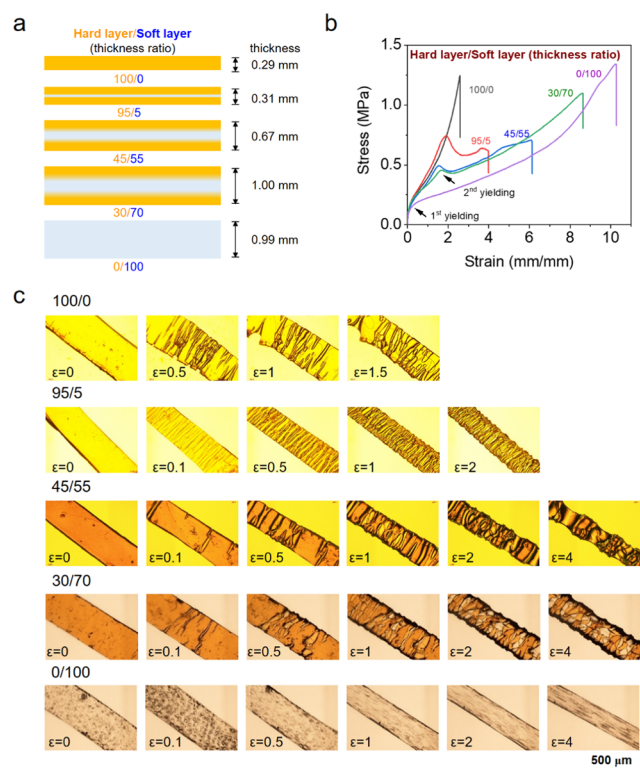 a
Hard layer/Soft layer
(thickness ratio)
thickness
100/0
0.29 mm
95/5
0.31 mm
45/55
0.67 mm
30/70
1.00 mm
0/100
0.99 mm
b
Hard layer/Soft layer (thickness ratio)
0/100
100/0
30/70
95/5
45/55
2nd yielding
1st yielding
Stress (MPa)
1.5
1.0
0.5
0.0
0 2 4 6 8 10
Strain (mm/mm)
c
100/0
ε=0 ε=0.5 ε=1 ε=1.5
95/5
ε=0 ε=0.1 ε=0.5 ε=1 ε=2
45/55
ε=0 ε=0.1 ε=0.5 ε=1 ε=2 ε=4
30/70
ε=0 ε=0.1 ε=0.5 ε=1 ε=2 ε=4
0/100
ε=0 ε=0.1 ε=0.5 ε=1 ε=2 ε=4
500 μm